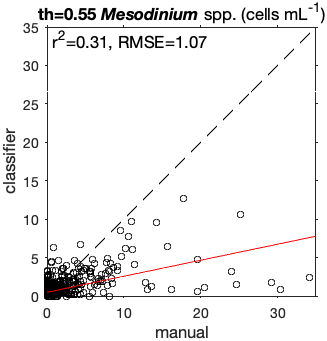 th=0.55 Mesodinium spp. (cells mL⁻¹)
r²=0.31, RMSE=1.07
35
30
25
20
15
10
5
0
classifier
0 10 20 30
manual